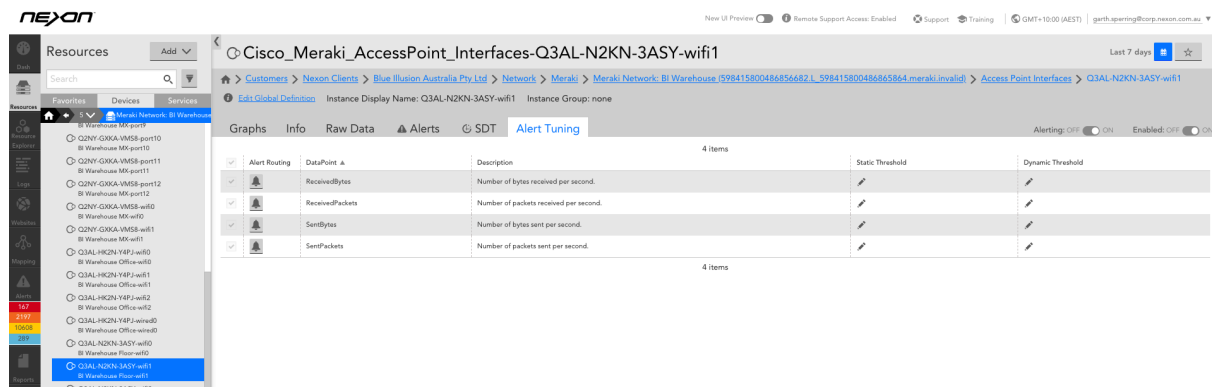 nexon
New UI Preview
Remote Support Access: Enabled
Support
Training
GMT+10:00 (AEST)
garth.sperring@corp.nexon.com.au
Dash
Resources
Resource Explorer
Logs
Websites
Mapping
Alerts
167
2197
10608
289
Reports
Resources
Add
Search
Favorites Devices Services
S Meraki Network: BI Warehouse
BI Warehouse MX-port9
Q2NY-GXKA-VMS8-port10
BI Warehouse MX-port10
Q2NY-GXKA-VMS8-port11
BI Warehouse MX-port11
Q2NY-GXKA-VMS8-port12
BI Warehouse MX-port12
Q2NY-GXKA-VMS8-wifi0
BI Warehouse MX-wifi0
Q2NY-GXKA-VMS8-wifi1
BI Warehouse MX-wifi1
Q3AL-HK2N-Y4PJ-wifi0
BI Warehouse Office-wifi0
Q3AL-HK2N-Y4PJ-wifi1
BI Warehouse Office-wifi1
Q3AL-HK2N-Y4PJ-wifi2
BI Warehouse Office-wifi2
Q3AL-HK2N-Y4PJ-wired0
BI Warehouse Office-wired0
Q3AL-N2KN-3ASY-wifi0
BI Warehouse Floor-wifi0
Q3AL-N2KN-3ASY-wifi1
BI Warehouse Floor-wifi1
Cisco_Meraki_AccessPoint_Interfaces-Q3AL-N2KN-3ASY-wifi1
Last 7 days
Customers > Nexon Clients > Blue Illusion Australia Pty Ltd > Network > Meraki > Meraki Network: BI Warehouse (598415800486856682.L_598415800486865864.meraki.invalid) > Access Point Interfaces > Q3AL-N2KN-3ASY-wifi1
Edit Global Definition Instance Display Name: Q3AL-N2KN-3ASY-wifi1 Instance Group: none
Graphs Info Raw Data Alerts SDT Alert Tuning
Alerting: OFF ON Enabled: OFF ON
4 items
Alert Routing DataPoint Description Static Threshold Dynamic Threshold
ReceivedBytes Number of bytes received per second.
ReceivedPackets Number of packets received per second.
SentBytes Number of bytes sent per second.
SentPackets Number of packets sent per second.
4 items